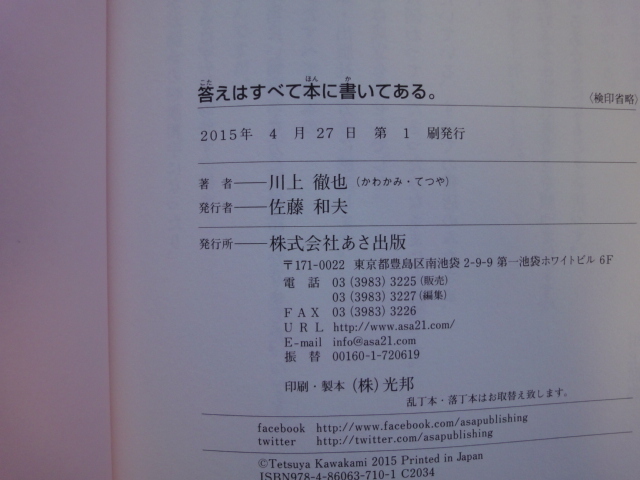 答えはすべて本に書いてある。
〈検印省略〉
2015年 4 月 27 日 第 1 刷発行
著 者――川上 徹也(かわかみ・てつや)
発行者――佐藤 和夫
発行所――株式会社あさ出版
〒171-0022 東京都豊島区南池袋 2-9-9 第一池袋ホワイトビル 6F
電 話 03 (3983) 3225 (販売)
03 (3983) 3227 (編集)
F A X 03 (3983) 3226
U R L http://www.asa21.com/
E-mail info@asa21.com
振 替 00160-1-720619
印刷・製本 (株) 光邦
乱丁本・落丁本はお取替え致します。
facebook http://www.facebook.com/asapublishing
twitter http://twitter.com/asapublishing
©Tetsuya Kawakami 2015 Printed in Japan
ISBN978-4-86063-710-1 C2034